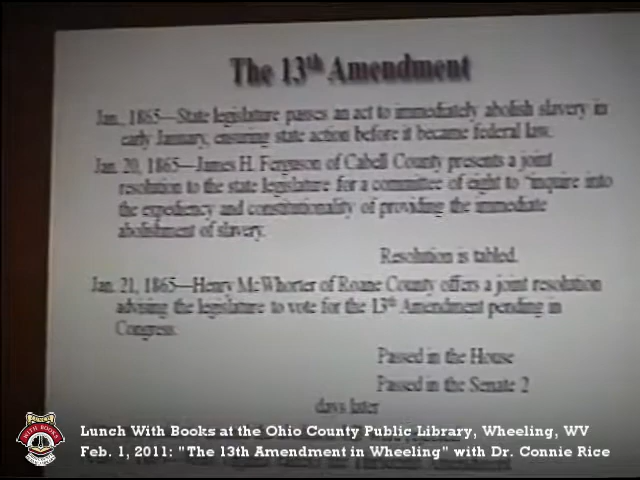 The 13th Amendment
Jan., 1865—State legislature passes an act to immediately abolish slavery in
early January, ensuring state action before it became federal law.
Jan. 20, 1865—James H. Ferguson of Cabell County presents a joint
resolution to the state legislature for a committee of eight to "inquire into
the expediency and constitutionality of providing the immediate
abolishment of slavery.
Resolution is tabled.
Jan. 21, 1865—Henry McWhorter of Roane County offers a joint resolution
advising the legislature to vote for the 13th Amendment pending in
Congress.
Passed in the House
Passed in the Senate 2
days later
WITH BOOKS
Lunch With Books at the Ohio County Public Library, Wheeling, WV
Feb. 1, 2011: "The 13th Amendment in Wheeling" with Dr. Connie Rice